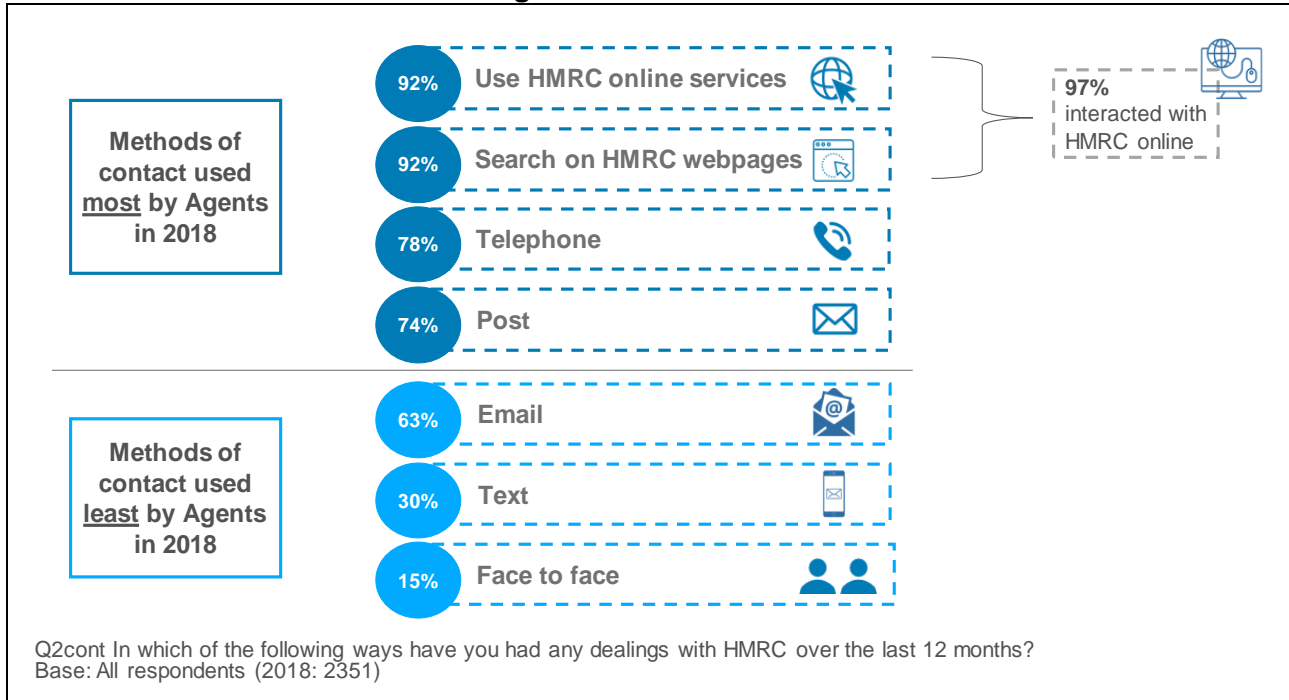 Methods of
contact used
most by Agents
in 2018
92%
Use HMRC online services
92%
Search on HMRC webpages
78%
Telephone
74%
Post
97%
interacted with
HMRC online
Methods of
contact used
least by Agents
in 2018
63%
Email
@
30%
Text
15%
Face to face
Q2cont In which of the following ways have you had any dealings with HMRC over the last 12 months?
Base: All respondents (2018: 2351)